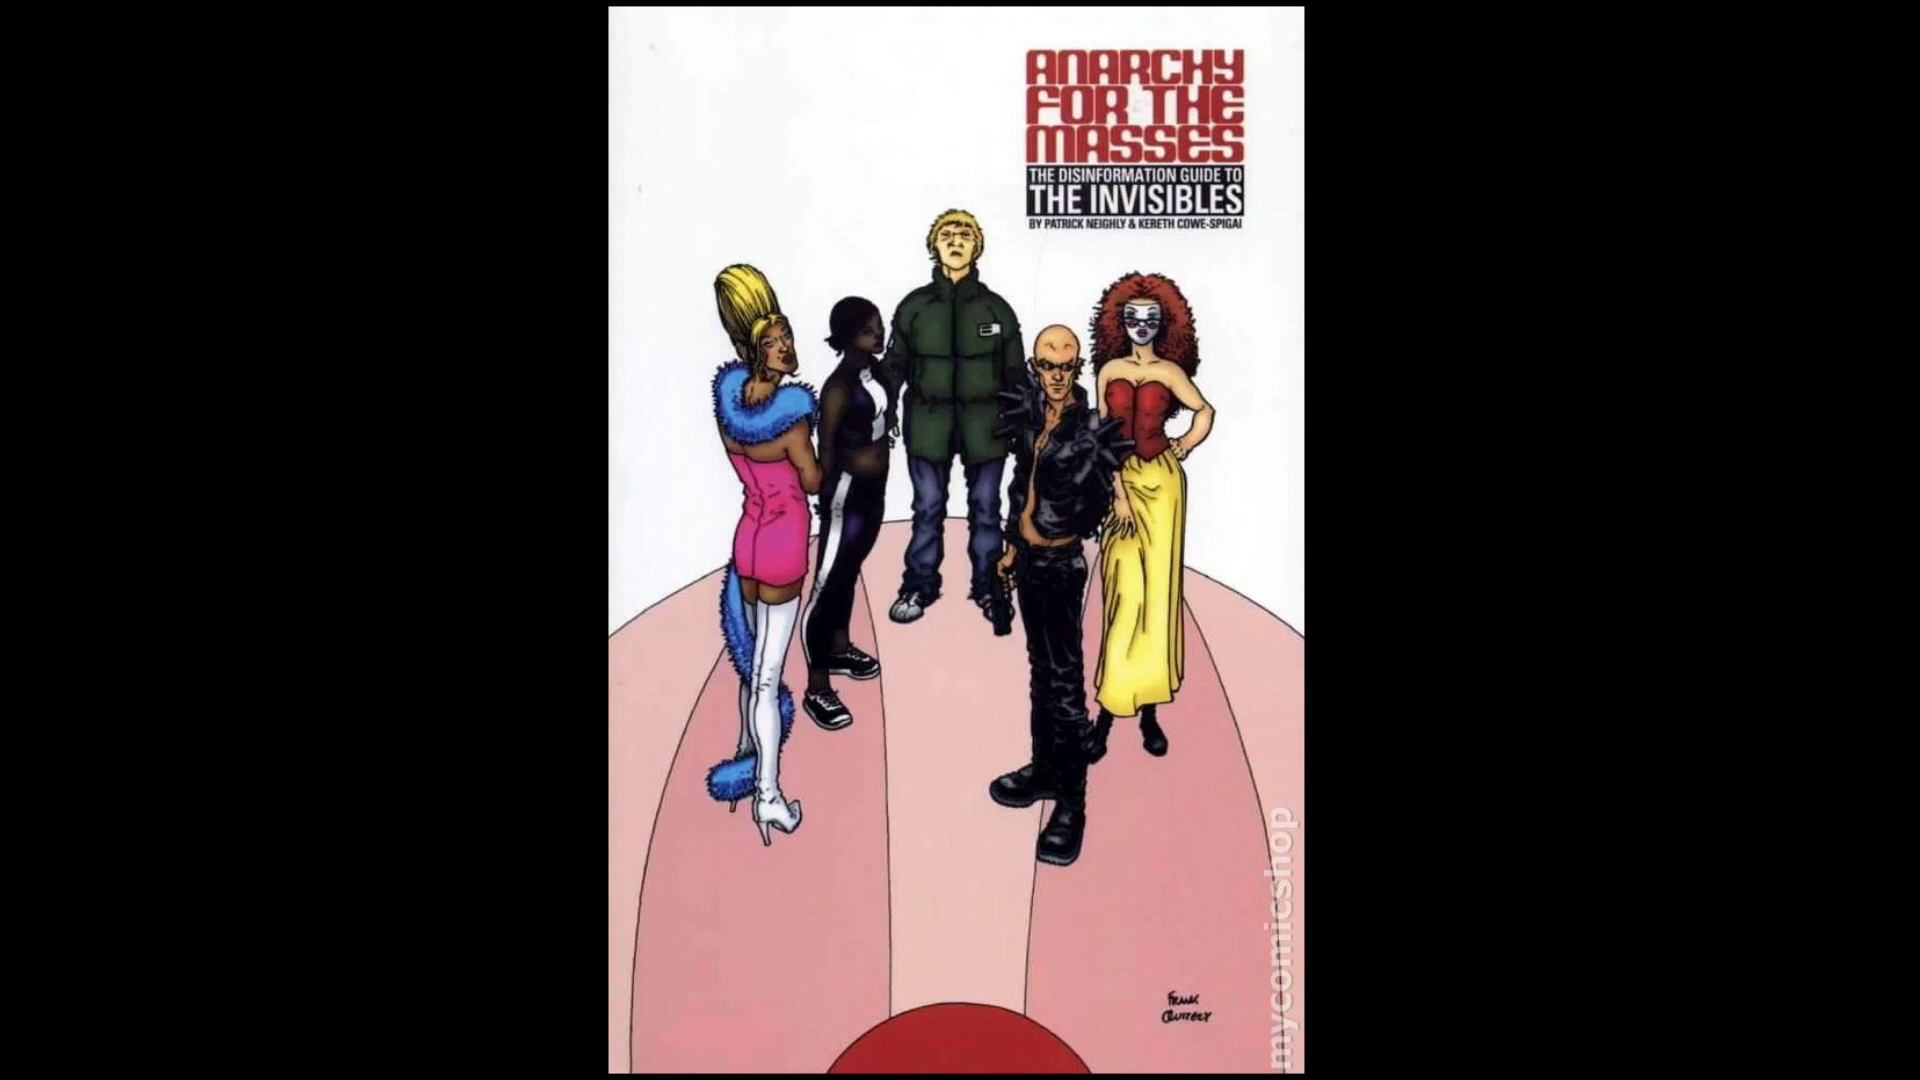 ANARCHY
FOR THE
MASSES
THE DISINFORMATION GUIDE TO
THE INVISIBLES
BY PATRICK NEIGHLY & KERETH COWE-SPIGAI
FRANK
QUITELY
mycomicshop